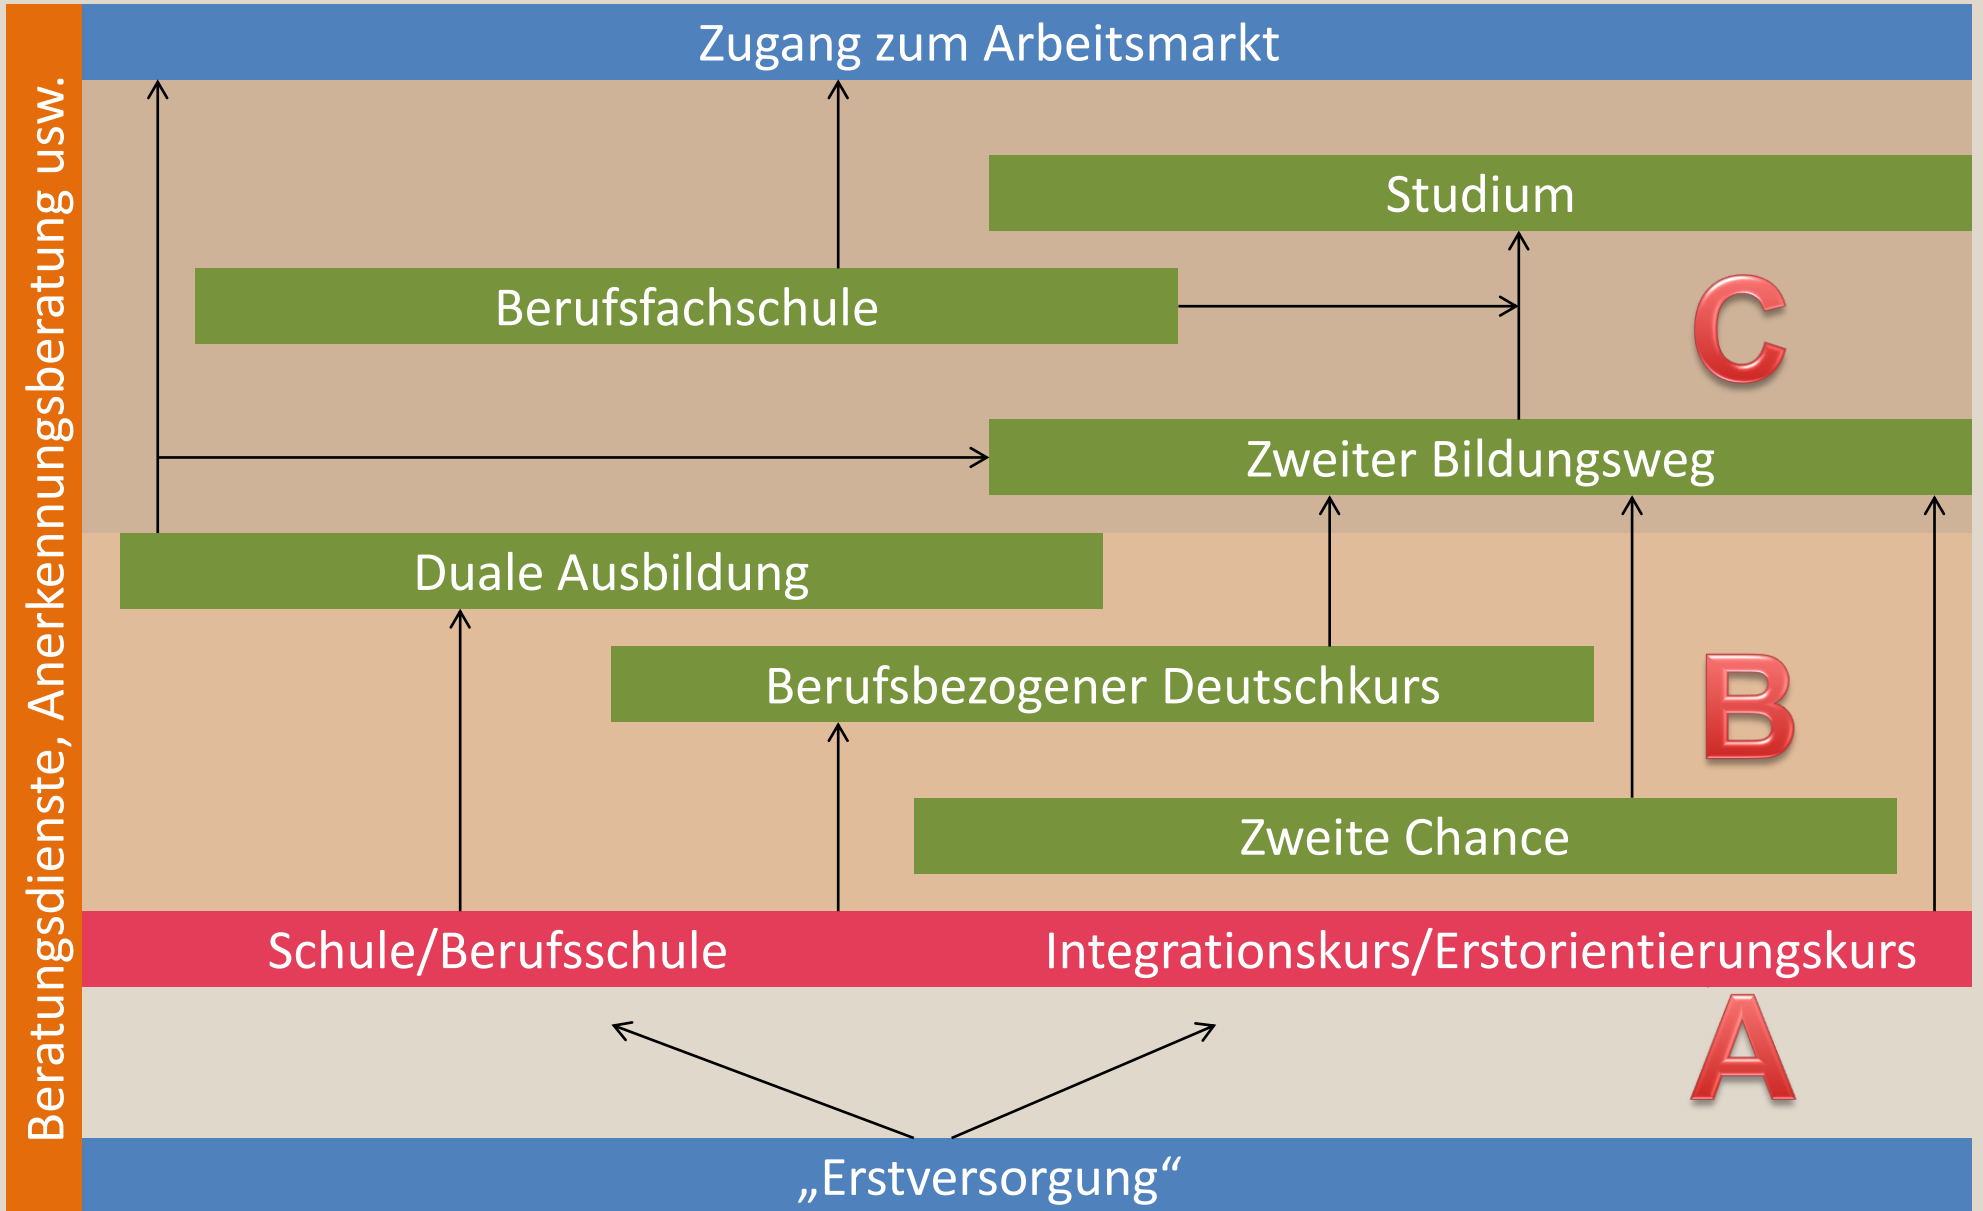 Zugang zum Arbeitsmarkt
Beratungsdienste, Anerkennungsberatung usw.
Studium
Berufsfachschule
C
Zweiter Bildungsweg
Duale Ausbildung
Berufsbezogener Deutschkurs
B
Zweite Chance
Schule/Berufsschule
Integrationskurs/Erstorientierungskurs
A
„Erstversorgung“